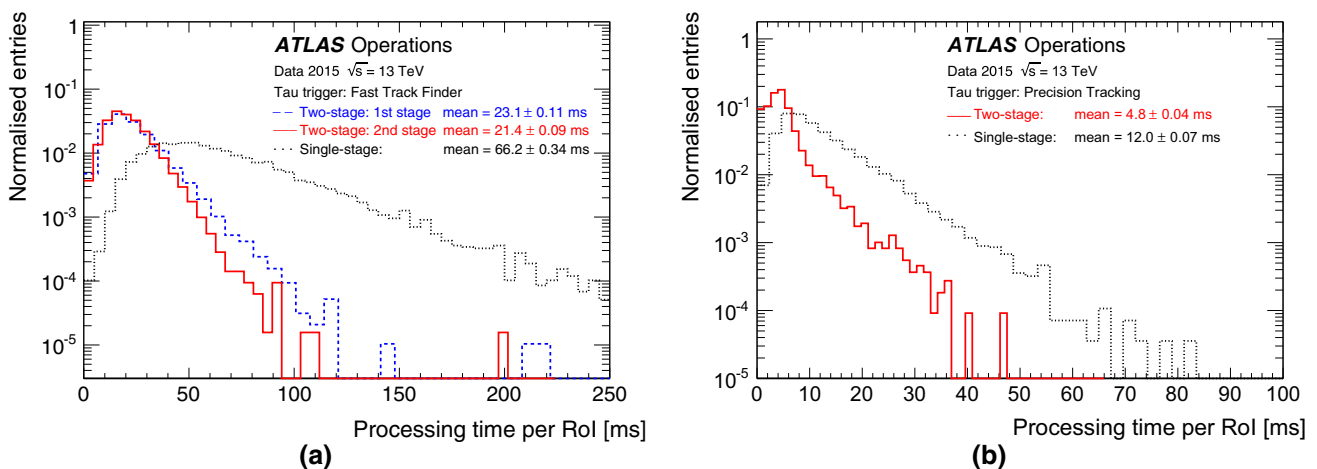 Normalised entries
1
10^-1
10^-2
10^-3
10^-4
10^-5
ATLAS Operations
Data 2015 √s = 13 TeV
Tau trigger: Fast Track Finder
Two-stage: 1st stage mean = 23.1 ± 0.11 ms
Two-stage: 2nd stage mean = 21.4 ± 0.09 ms
Single-stage: mean = 66.2 ± 0.34 ms
0 50 100 150 200 250
Processing time per RoI [ms]
(a)
Normalised entries
1
10^-1
10^-2
10^-3
10^-4
10^-5
ATLAS Operations
Data 2015 √s = 13 TeV
Tau trigger: Precision Tracking
Two-stage: mean = 4.8 ± 0.04 ms
Single-stage: mean = 12.0 ± 0.07 ms
0 10 20 30 40 50 60 70 80 90 100
Processing time per RoI [ms]
(b)